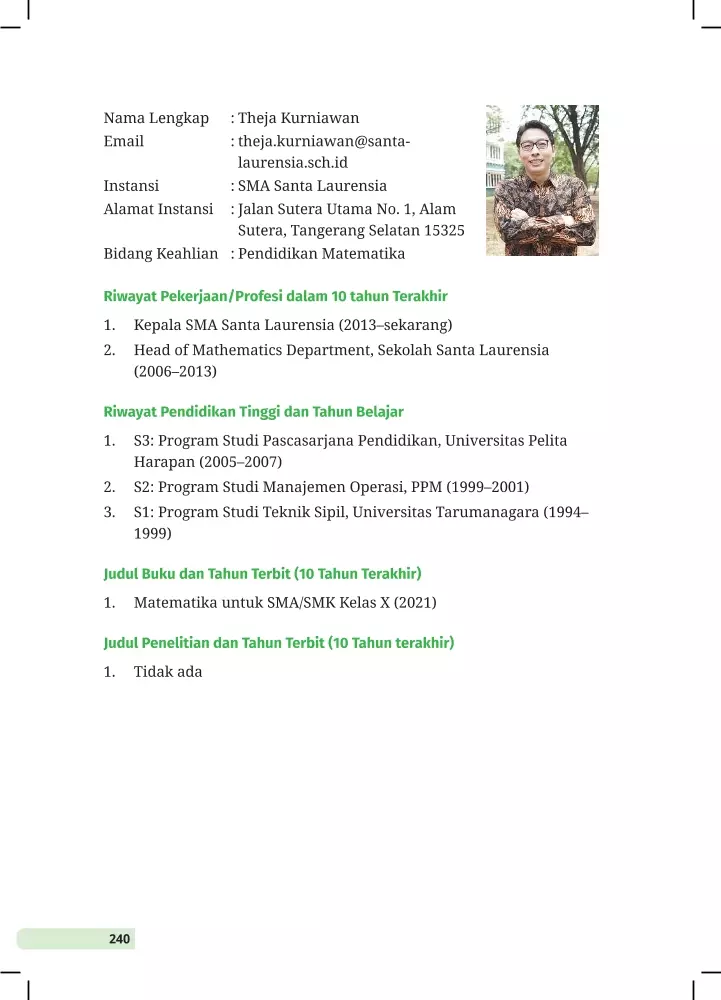 Nama Lengkap : Theja Kurniawan
Email : theja.kurniawan@santa-
laurensia.sch.id
Instansi : SMA Santa Laurensia
Alamat Instansi : Jalan Sutera Utama No. 1, Alam
Sutera, Tangerang Selatan 15325
Bidang Keahlian : Pendidikan Matematika
Riwayat Pekerjaan/Profesi dalam 10 tahun Terakhir
1. Kepala SMA Santa Laurensia (2013–sekarang)
2. Head of Mathematics Department, Sekolah Santa Laurensia
(2006–2013)
Riwayat Pendidikan Tinggi dan Tahun Belajar
1. S3: Program Studi Pascasarjana Pendidikan, Universitas Pelita
Harapan (2005–2007)
2. S2: Program Studi Manajemen Operasi, PPM (1999–2001)
3. S1: Program Studi Teknik Sipil, Universitas Tarumanagara (1994–
1999)
Judul Buku dan Tahun Terbit (10 Tahun Terakhir)
1. Matematika untuk SMA/SMK Kelas X (2021)
Judul Penelitian dan Tahun Terbit (10 Tahun terakhir)
1. Tidak ada
240